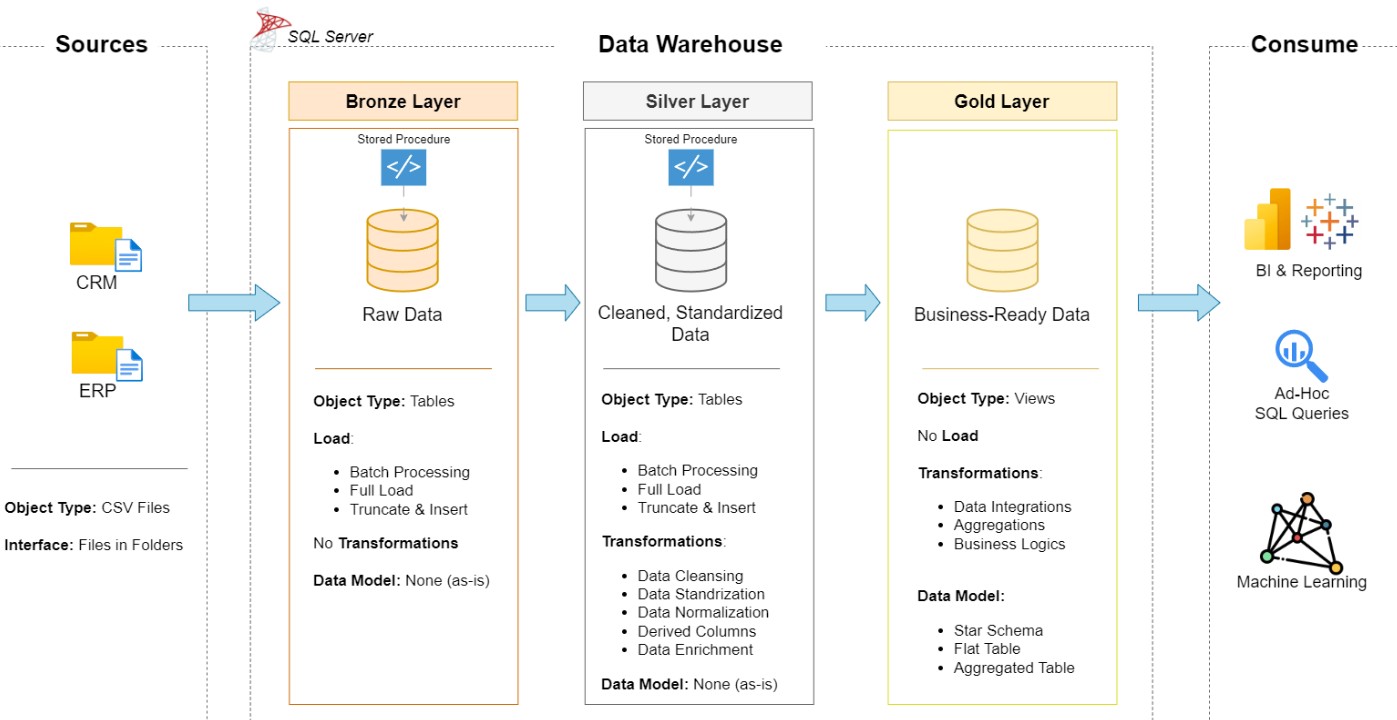 Sources
CRM
ERP
Object Type: CSV Files
Interface: Files in Folders
SQL Server
Data Warehouse
Bronze Layer
Stored Procedure
</>
Raw Data
Object Type: Tables
Load:
• Batch Processing
• Full Load
• Truncate & Insert
No Transformations
Data Model: None (as-is)
Silver Layer
Stored Procedure
</>
Cleaned, Standardized
Data
Object Type: Tables
Load:
• Batch Processing
• Full Load
• Truncate & Insert
Transformations:
• Data Cleansing
• Data Standrization
• Data Normalization
• Derived Columns
• Data Enrichment
Data Model: None (as-is)
Gold Layer
Business-Ready Data
Object Type: Views
No Load
Transformations:
• Data Integrations
• Aggregations
• Business Logics
Data Model:
• Star Schema
• Flat Table
• Aggregated Table
Consume
BI & Reporting
Ad-Hoc
SQL Queries
Machine Learning